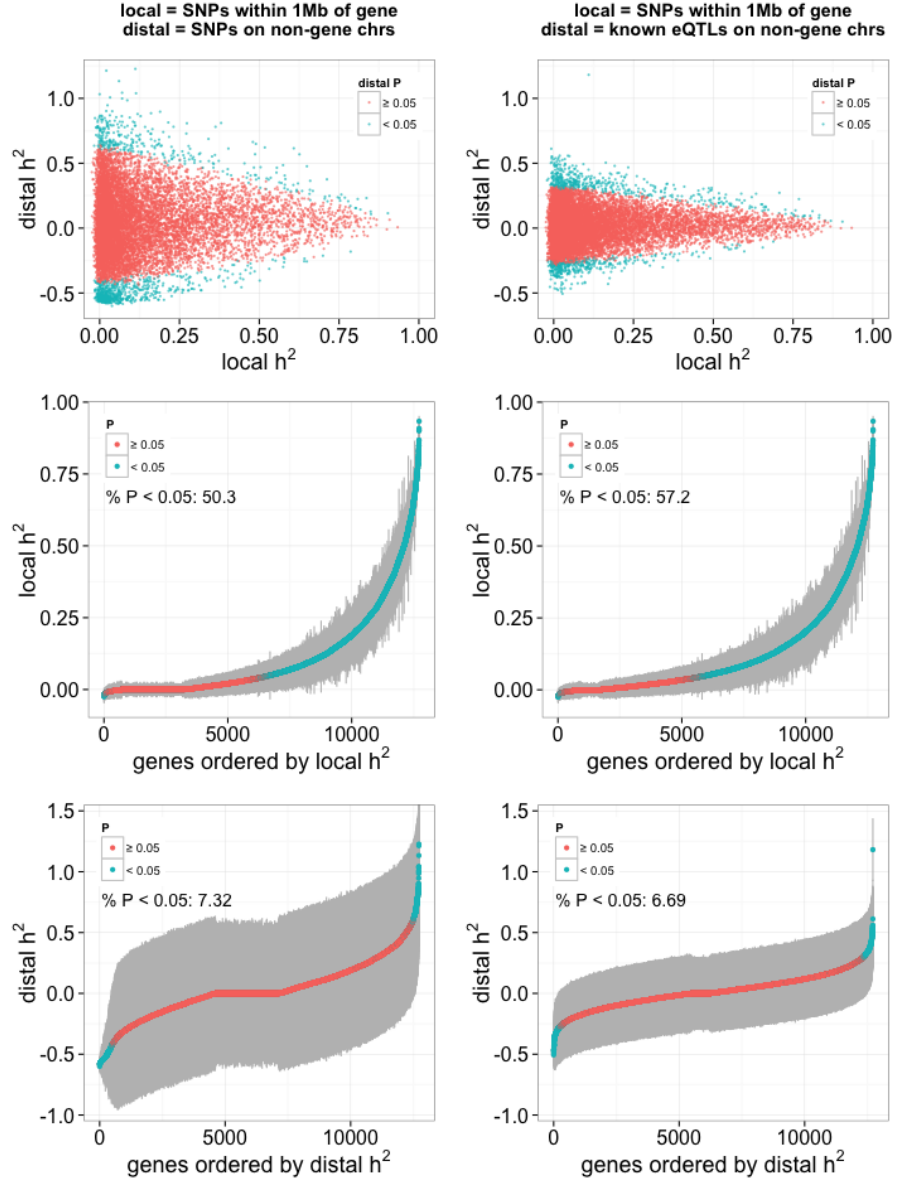 local = SNPs within 1Mb of gene
distal = SNPs on non-gene chrs
local = SNPs within 1Mb of gene
distal = known eQTLs on non-gene chrs
distal h²
1.0
0.5
0.0
-0.5
distal P
≥ 0.05
< 0.05
0.00 0.25 0.50 0.75 1.00
local h²
distal h²
1.0
0.5
0.0
-0.5
distal P
≥ 0.05
< 0.05
0.00 0.25 0.50 0.75 1.00
local h²
local h²
1.00
0.75
0.50
0.25
0.00
P
≥ 0.05
< 0.05
% P < 0.05: 50.3
0 5000 10000
genes ordered by local h²
local h²
1.00
0.75
0.50
0.25
0.00
P
≥ 0.05
< 0.05
% P < 0.05: 57.2
0 5000 10000
genes ordered by local h²
distal h²
1.5
1.0
0.5
0.0
-0.5
-1.0
P
≥ 0.05
< 0.05
% P < 0.05: 7.32
0 5000 10000
genes ordered by distal h²
distal h²
1.5
1.0
0.5
0.0
-0.5
-1.0
P
≥ 0.05
< 0.05
% P < 0.05: 6.69
0 5000 10000
genes ordered by distal h²